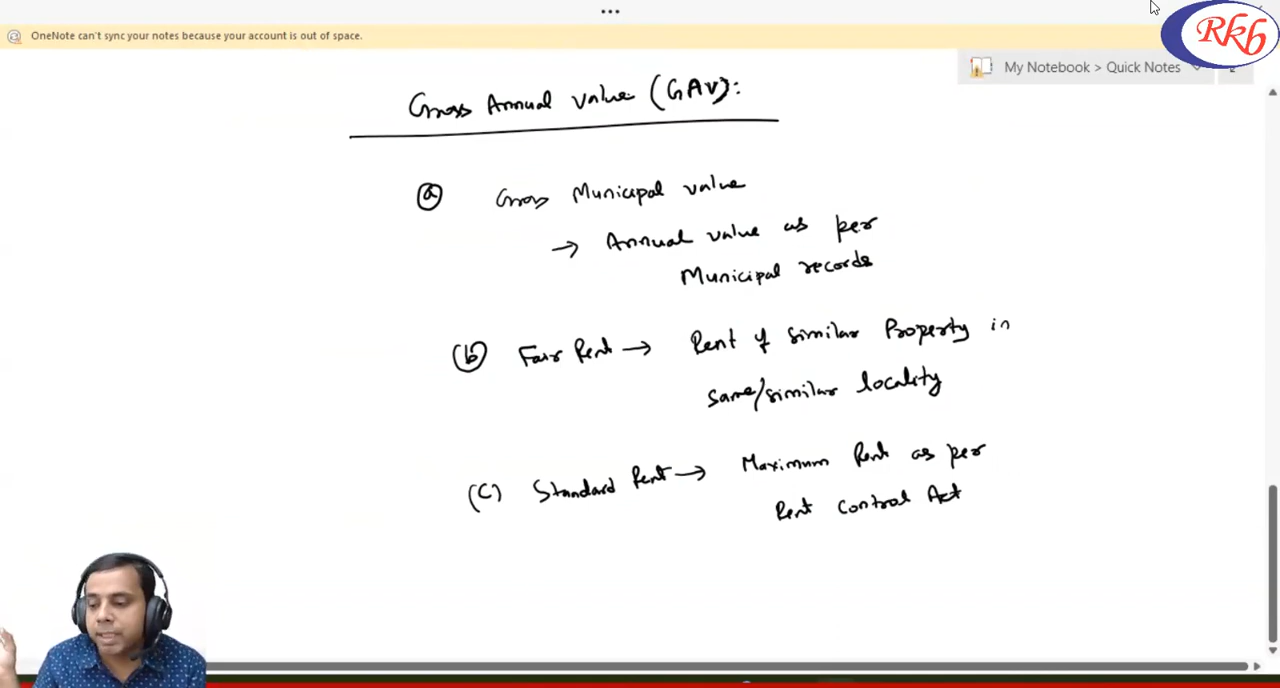 •••
OneNote can't sync your notes because your account is out of space.
Rkb
My Notebook > Quick Notes
Gross Annual value (GAV):
(a) Gross Municipal value
→ Annual value as per
Municipal records
(b) Fair Rent → Rent of similar Property in
same/similar locality
(c) Standard Rent → Maximum Rent as per
Rent Control Act